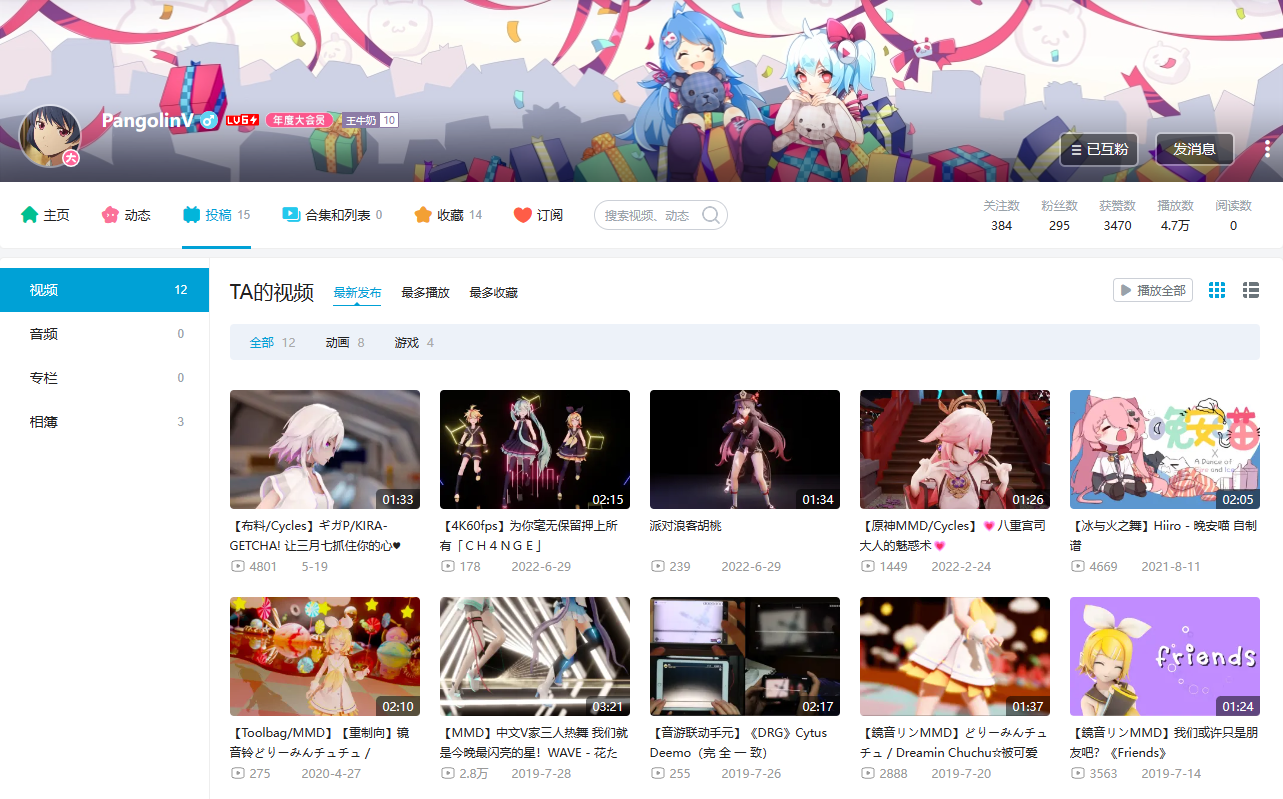 PangolinV LV6 年度大会员 王牛奶 10
大
已互粉 发消息
主页 动态 投稿 15 合集和列表 0 收藏 14 订阅 搜索视频、动态
关注数 粉丝数 获赞数 播放数 阅读数
384 295 3470 4.7万 0
视频 12
音频 0
专栏 0
相簿 3
TA的视频 最新发布 最多播放 最多收藏 播放全部
全部 12 动画 8 游戏 4
01:33 02:15 01:34 01:26 02:05
兔安苗
X
A Dance of
Fire and Ice
【布料/Cycles】ギガP/KIRA-
GETCHA! 让三月七抓住你的心♥
4801 5-19
【4K60fps】为你毫无保留押上所
有「ＣＨ４ＮＧＥ」
178 2022-6-29
派对浪客胡桃
239 2022-6-29
【原神MMD/Cycles】💗八重宫司
大人的魅惑术💗
1449 2022-2-24
【冰与火之舞】Hiiro - 晚安喵 自制
谱
4669 2021-8-11
02:10 03:21 02:17 01:37 01:24
friends
【Toolbag/MMD】【重制向】镜
音铃どりーみんチュチュ /
275 2020-4-27
【MMD】中文V家三人热舞 我们就
是今晚最闪亮的星！WAVE - 花た
2.8万 2019-7-28
【音游联动手元】《DRG》Cytus
Deemo（完 全 一 致）
255 2019-7-26
【鏡音リンMMD】どりーみんチュ
チュ / Dreamin Chuchu☆被可爱
2888 2019-7-20
【鏡音リンMMD】我们或许只是朋
友吧？《Friends》
3563 2019-7-14